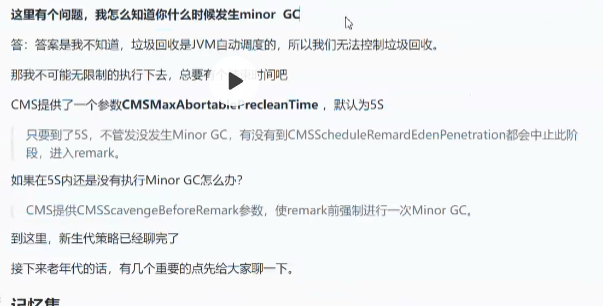 这里有个问题，我怎么知道你什么时候发生minor GC
答：答案是我不知道，垃圾回收是JVM自动调度的，所以我们无法控制垃圾回收。
那我不可能无限制的执行下去，总要有 时间吧
CMS提供了一个参数CMSMaxAbortablePrecleanTime ，默认为5S
只要到了5S，不管发没发生Minor GC，有没有到CMSScheduleRemardEdenPenetration都会中止此阶
段，进入remark。
如果在5S内还是没有执行Minor GC怎么办？
CMS提供CMSScavengeBeforeRemark参数，使remark前强制进行一次Minor GC。
到这里，新生代策略已经聊完了
接下来老年代的话，有几个重要的点先给大家聊一下。
记忆集